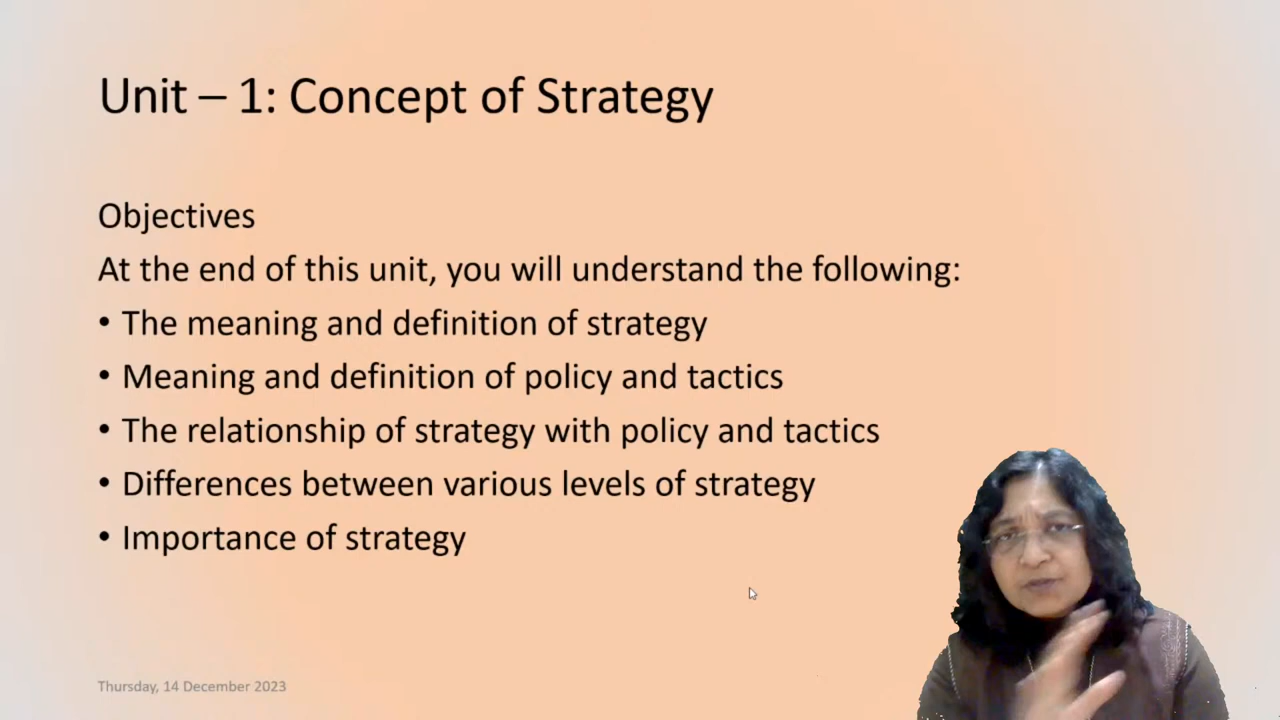 Unit – 1: Concept of Strategy
Objectives
At the end of this unit, you will understand the following:
• The meaning and definition of strategy
• Meaning and definition of policy and tactics
• The relationship of strategy with policy and tactics
• Differences between various levels of strategy
• Importance of strategy
Thursday, 14 December 2023